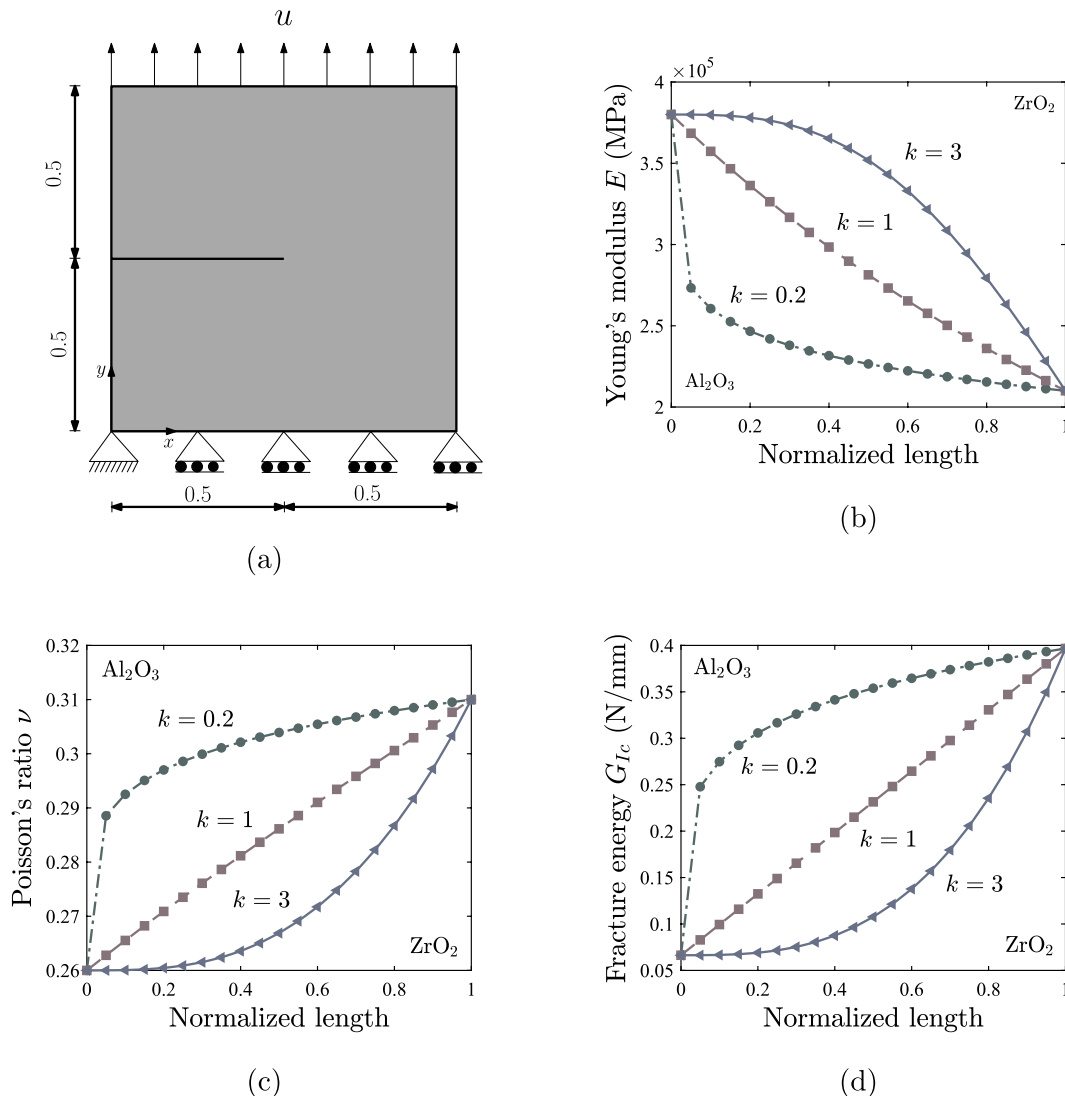 u
0.5
0.5
y
x
0.5 0.5
(a)
×10⁵
4
3.5
3
2.5
2
Young's modulus E (MPa)
ZrO₂
k = 3
k = 1
k = 0.2
Al₂O₃
0 0.2 0.4 0.6 0.8 1
Normalized length
(b)
0.32
0.31
0.3
0.29
0.28
0.27
0.26
Poisson's ratio ν
Al₂O₃
k = 0.2
k = 1
k = 3
ZrO₂
0 0.2 0.4 0.6 0.8 1
Normalized length
(c)
0.4
0.35
0.3
0.25
0.2
0.15
0.1
0.05
Fracture energy G_Ic (N/mm)
Al₂O₃
k = 0.2
k = 1
k = 3
ZrO₂
0 0.2 0.4 0.6 0.8 1
Normalized length
(d)